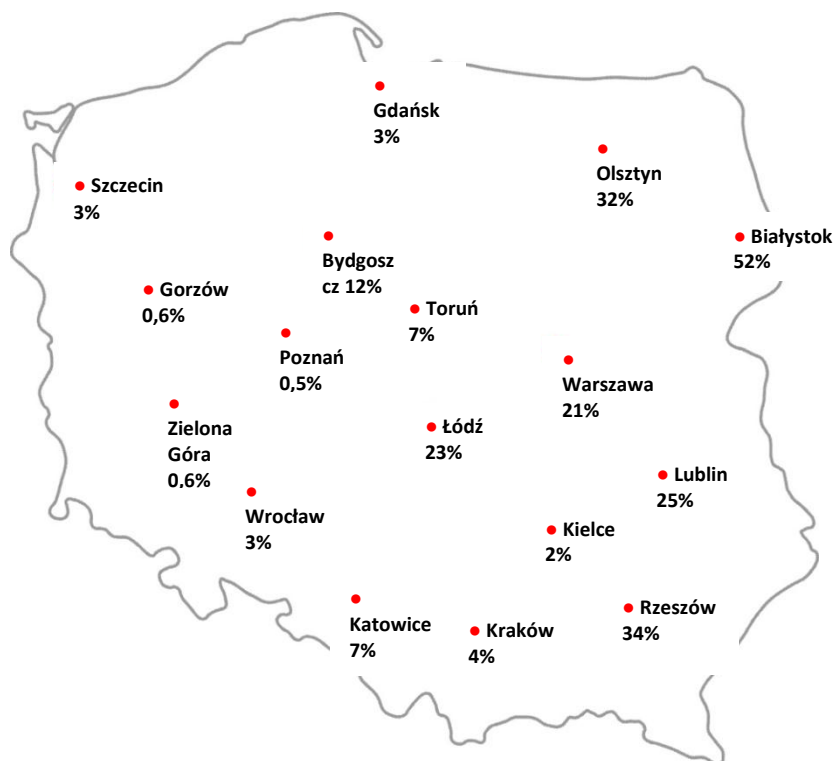 Gdańsk
3%
Olsztyn
32%
Szczecin
3%
Białystok
52%
Bydgosz
cz 12%
Gorzów
0,6%
Toruń
7%
Poznań
0,5%
Warszawa
21%
Zielona
Góra
0,6%
Łódź
23%
Lublin
25%
Wrocław
3%
Kielce
2%
Katowice
7%
Kraków
4%
Rzeszów
34%